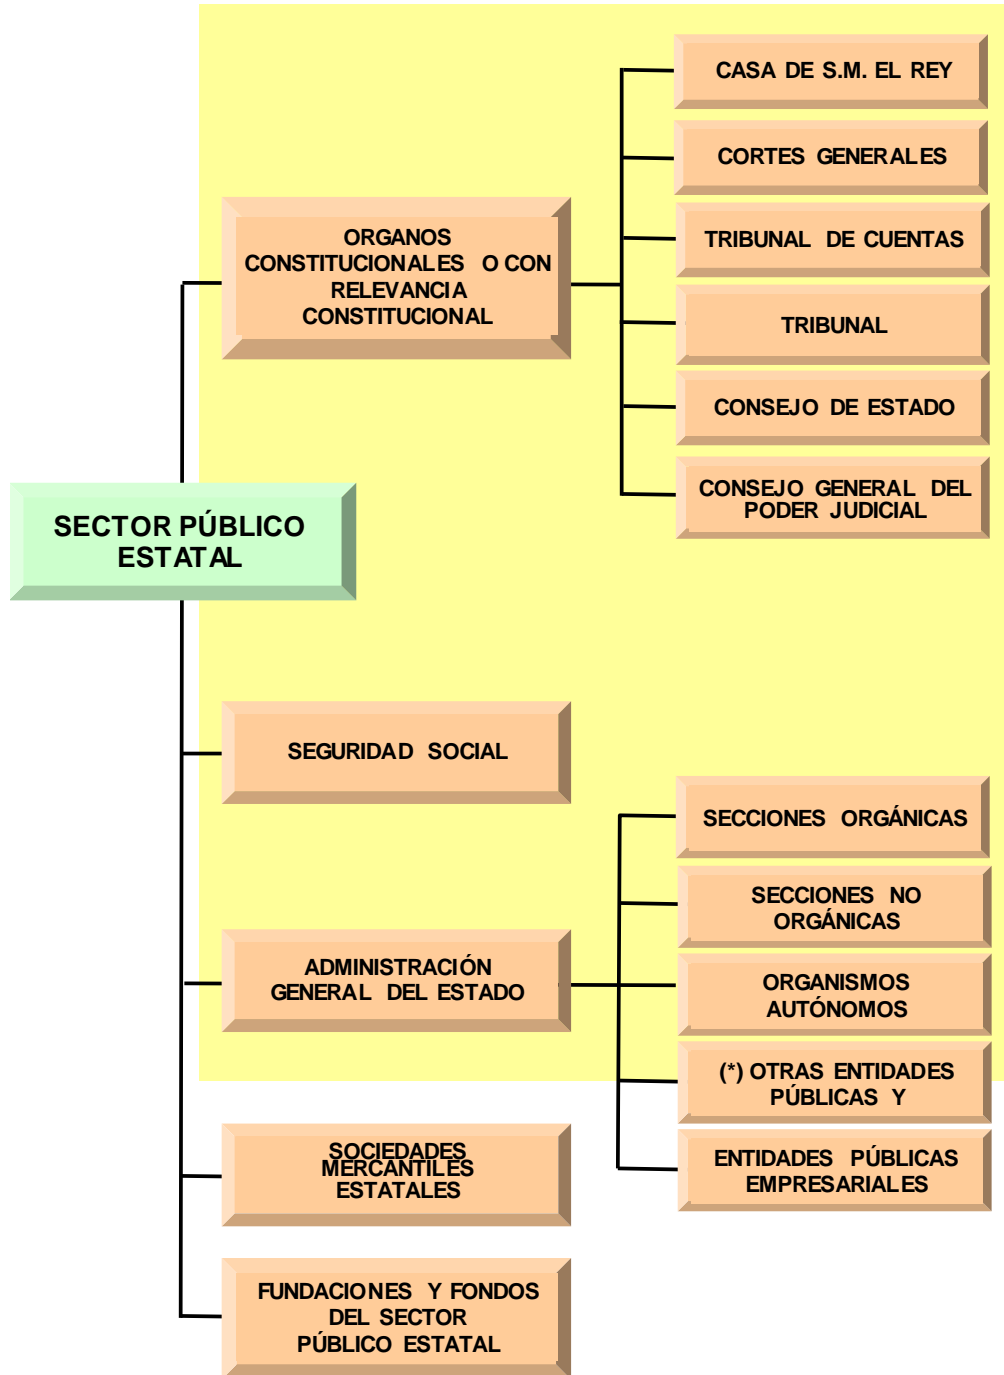 SECTOR PÚBLICO
ESTATAL
ORGANOS
CONSTITUCIONALES O CON
RELEVANCIA
CONSTITUCIONAL
CASA DE S.M. EL REY
CORTES GENERALES
TRIBUNAL DE CUENTAS
TRIBUNAL
CONSEJO DE ESTADO
CONSEJO GENERAL DEL
PODER JUDICIAL
SEGURIDAD SOCIAL
ADMINISTRACIÓN
GENERAL DEL ESTADO
SECCIONES ORGÁNICAS
SECCIONES NO
ORGÁNICAS
ORGANISMOS
AUTÓNOMOS
(*) OTRAS ENTIDADES
PÚBLICAS Y
ENTIDADES PÚBLICAS
EMPRESARIALES
SOCIEDADES
MERCANTILES
ESTATALES
FUNDACIONES Y FONDOS
DEL SECTOR
PÚBLICO ESTATAL